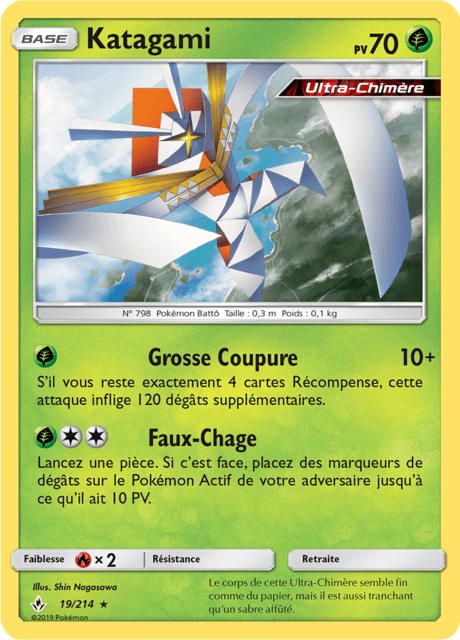 BASE Katagami PV70
Ultra-Chimère
N° 798 Pokémon Battô Taille : 0,3 m Poids : 0,1 kg
Grosse Coupure 10+
S'il vous reste exactement 4 cartes Récompense, cette
attaque inflige 120 dégâts supplémentaires.
Faux-Chage
Lancez une pièce. Si c'est face, placez des marqueurs de
dégâts sur le Pokémon Actif de votre adversaire jusqu'à
ce qu'il ait 10 PV.
Faiblesse ×2 Résistance Retraite
Illus. Shin Nagasawa
19/214 ★
©2019 Pokémon
Le corps de cette Ultra-Chimère semble fin
comme du papier, mais il est aussi tranchant
qu'un sabre affûté.